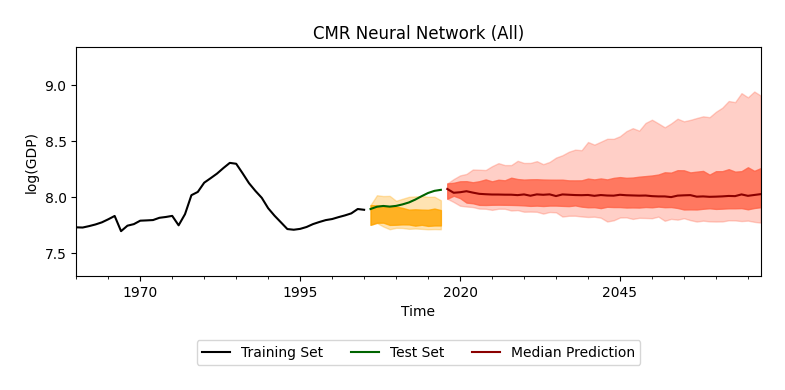 CMR Neural Network (All)
9.0
8.5
8.0
7.5
log(GDP)
1970
1995
2020
2045
Time
Training Set
Test Set
Median Prediction